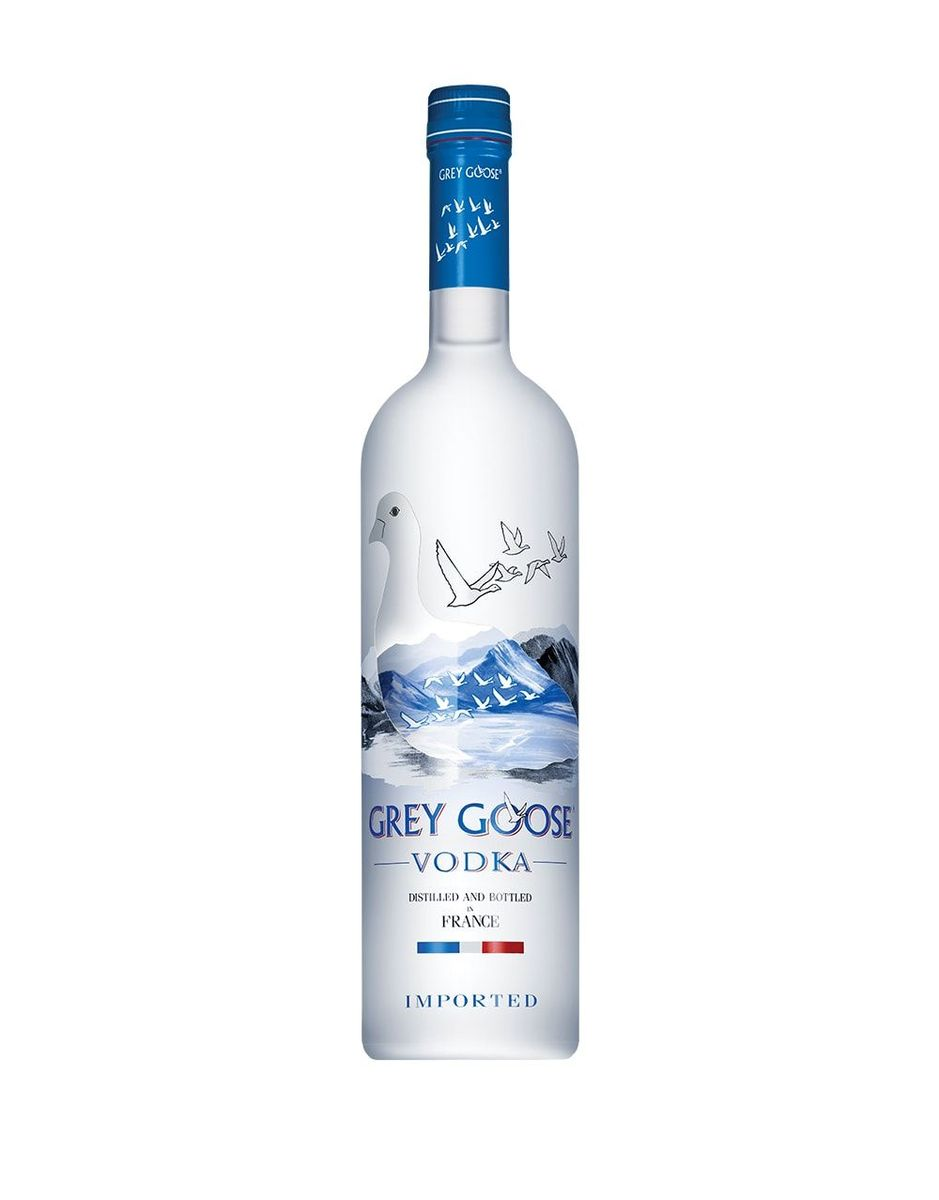 GREY GOOSE®
GREY GOOSE
VODKA
DISTILLED AND BOTTLED
IN
FRANCE
IMPORTED